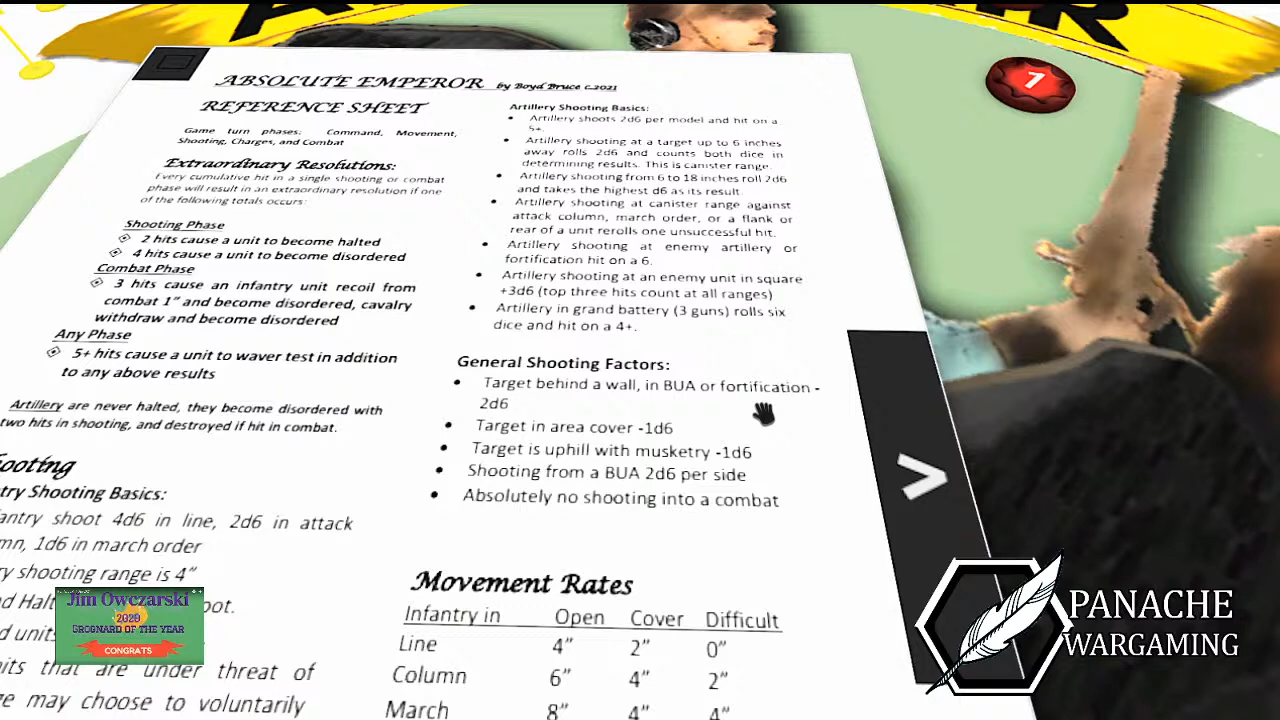 1
ABSOLUTE EMPEROR by Boyd Bruce c.2021
REFERENCE SHEET
Game turn phases: Command, Movement,
Shooting, Charges, and Combat
Extraordinary Resolutions:
Every cumulative hit in a single shooting or combat
phase will result in an extraordinary resolution if one
of the following totals occurs:
Shooting Phase
2 hits cause a unit to become halted
4 hits cause a unit to become disordered
Combat Phase
3 hits cause an infantry unit recoil from
combat 1" and become disordered, cavalry
withdraw and become disordered
Any Phase
5+ hits cause a unit to waver test in addition
to any above results
Artillery are never halted, they become disordered with
two hits in shooting, and destroyed if hit in combat.
ooting
ntry Shooting Basics:
fantry shoot 4d6 in line, 2d6 in attack
mn, 1d6 in march order
ry shooting range is 4"
nd Halt oot.
d units
nits that are under threat of
ge may choose to voluntarily
Artillery Shooting Basics:
• Artillery shoots 2d6 per model and hit on a
5+.
• Artillery shooting at a target up to 6 inches
away rolls 2d6 and counts both dice in
determining results. This is canister range.
• Artillery shooting from 6 to 18 inches roll 2d6
and takes the highest d6 as its result.
• Artillery shooting at canister range against
attack column, march order, or a flank or
rear of a unit rerolls one unsuccessful hit.
• Artillery shooting at enemy artillery or
fortification hit on a 6.
• Artillery shooting at an enemy unit in square
+3d6 (top three hits count at all ranges)
• Artillery in grand battery (3 guns) rolls six
dice and hit on a 4+.
General Shooting Factors:
• Target behind a wall, in BUA or fortification -
2d6
• Target in area cover -1d6
• Target is uphill with musketry -1d6
• Shooting from a BUA 2d6 per side
• Absolutely no shooting into a combat
Movement Rates
Infantry in Open Cover Difficult
Line 4" 2" 0"
Column 6" 4" 2"
March 8" 4" 4"
>
Jim Owczarski
2020
GROGNARD OF THE YEAR
CONGRATS
PANACHE
WARGAMING